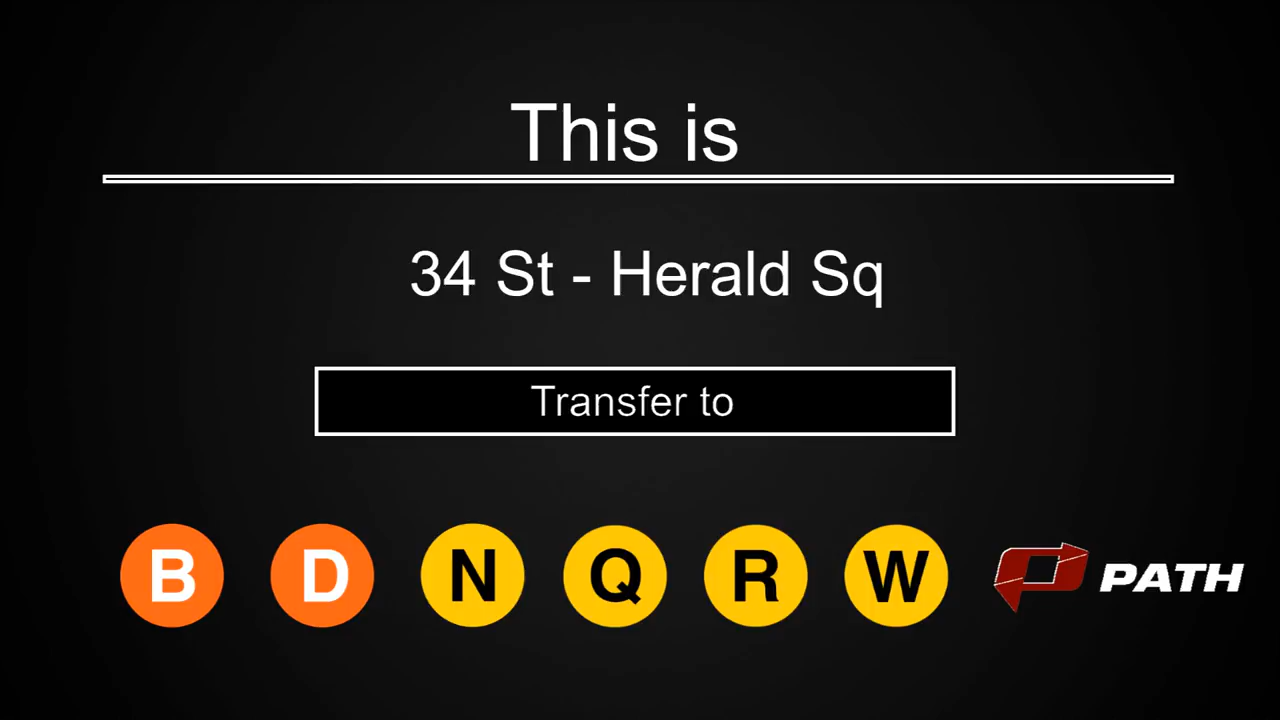 This is
34 St - Herald Sq
Transfer to
B D N Q R W PATH